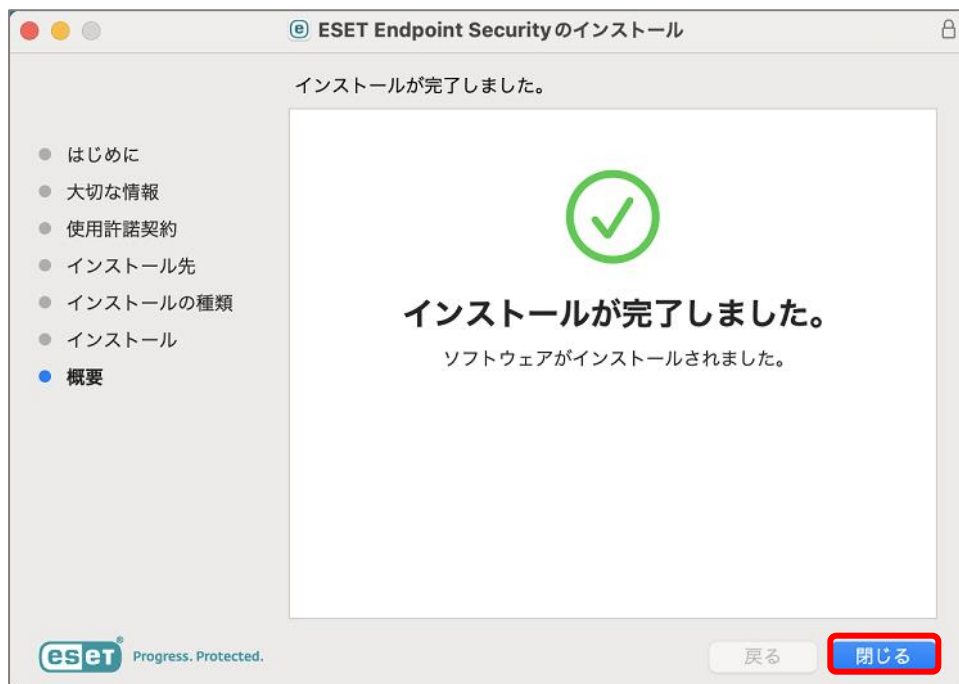 ESET Endpoint Securityのインストール
インストールが完了しました。
はじめに
大切な情報
使用許諾契約
インストール先
インストールの種類
インストール
概要
インストールが完了しました。
ソフトウェアがインストールされました。
eset® Progress. Protected.
戻る
閉じる